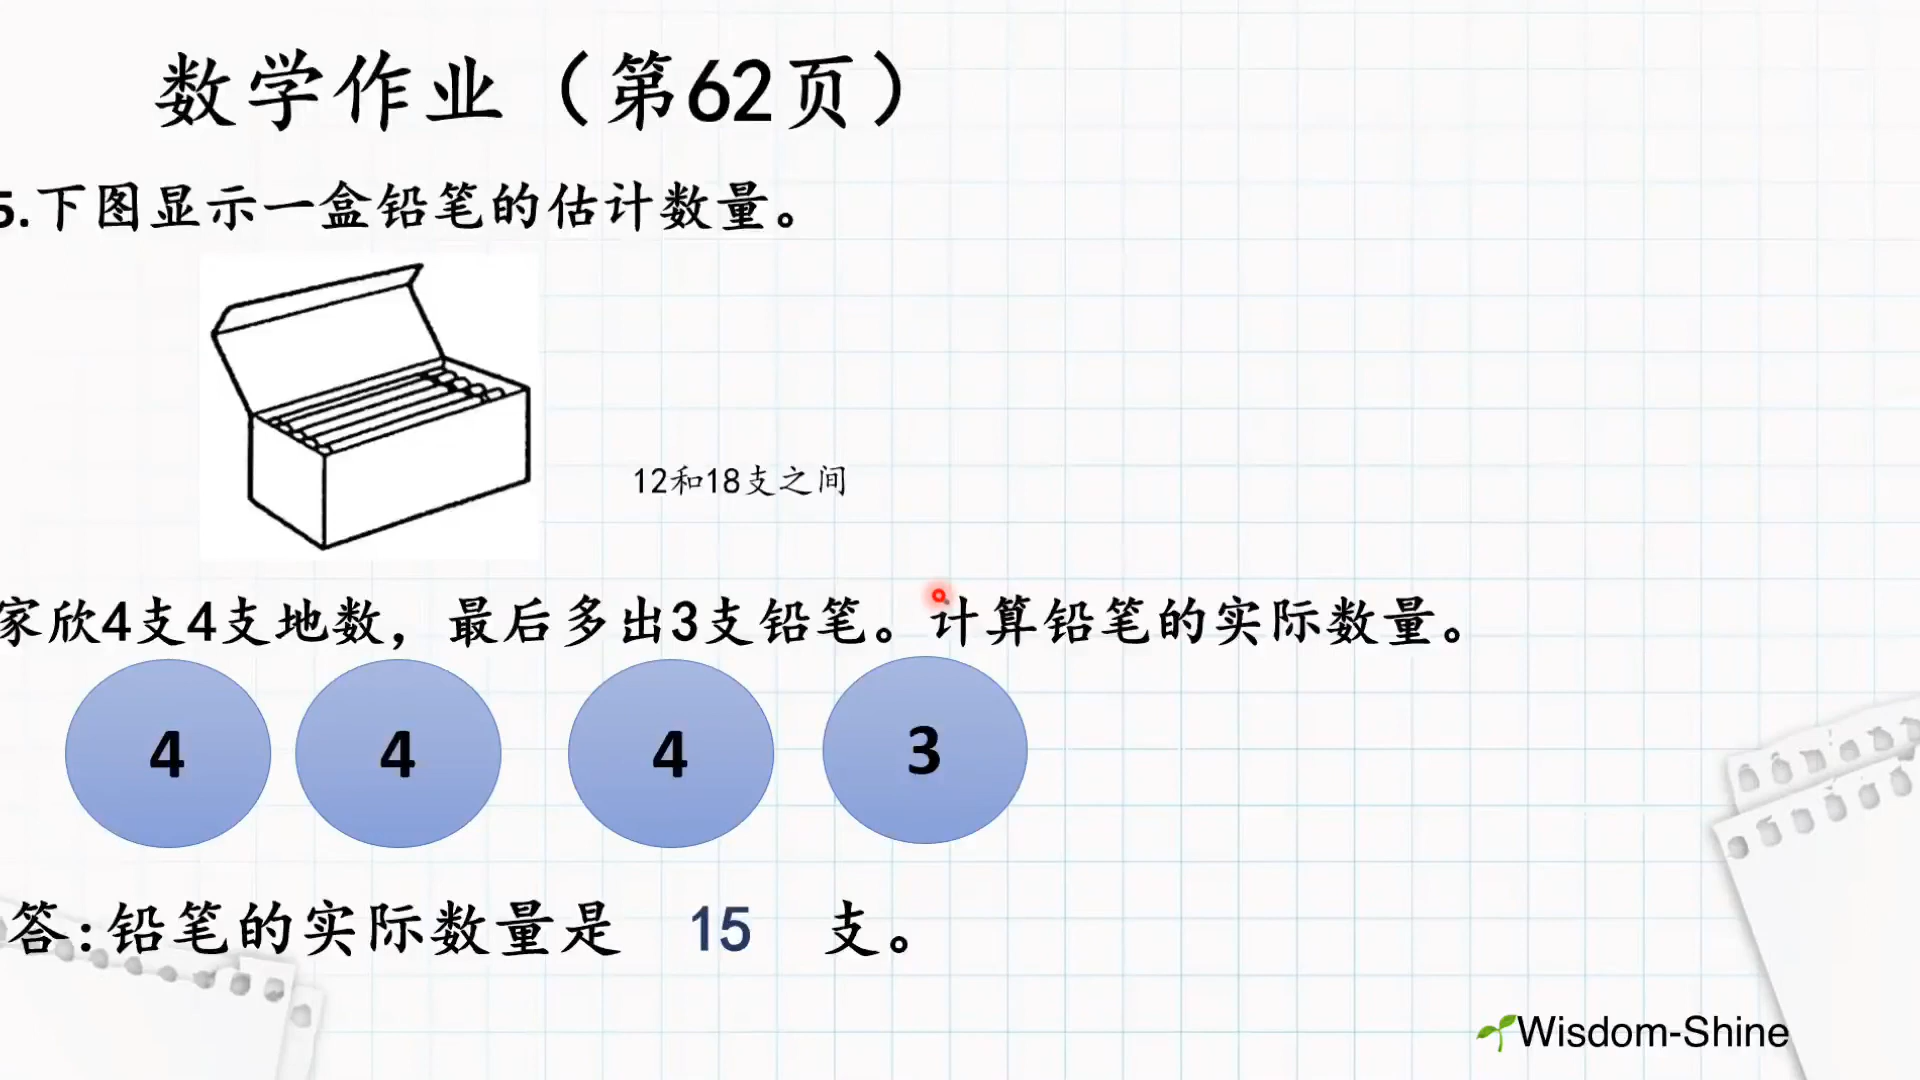 数学作业（第62页）
5.下图显示一盒铅笔的估计数量。
12和18支之间
家欣4支4支地数，最后多出3支铅笔。计算铅笔的实际数量。
4 4 4 3
答:铅笔的实际数量是 15 支。
Wisdom-Shine